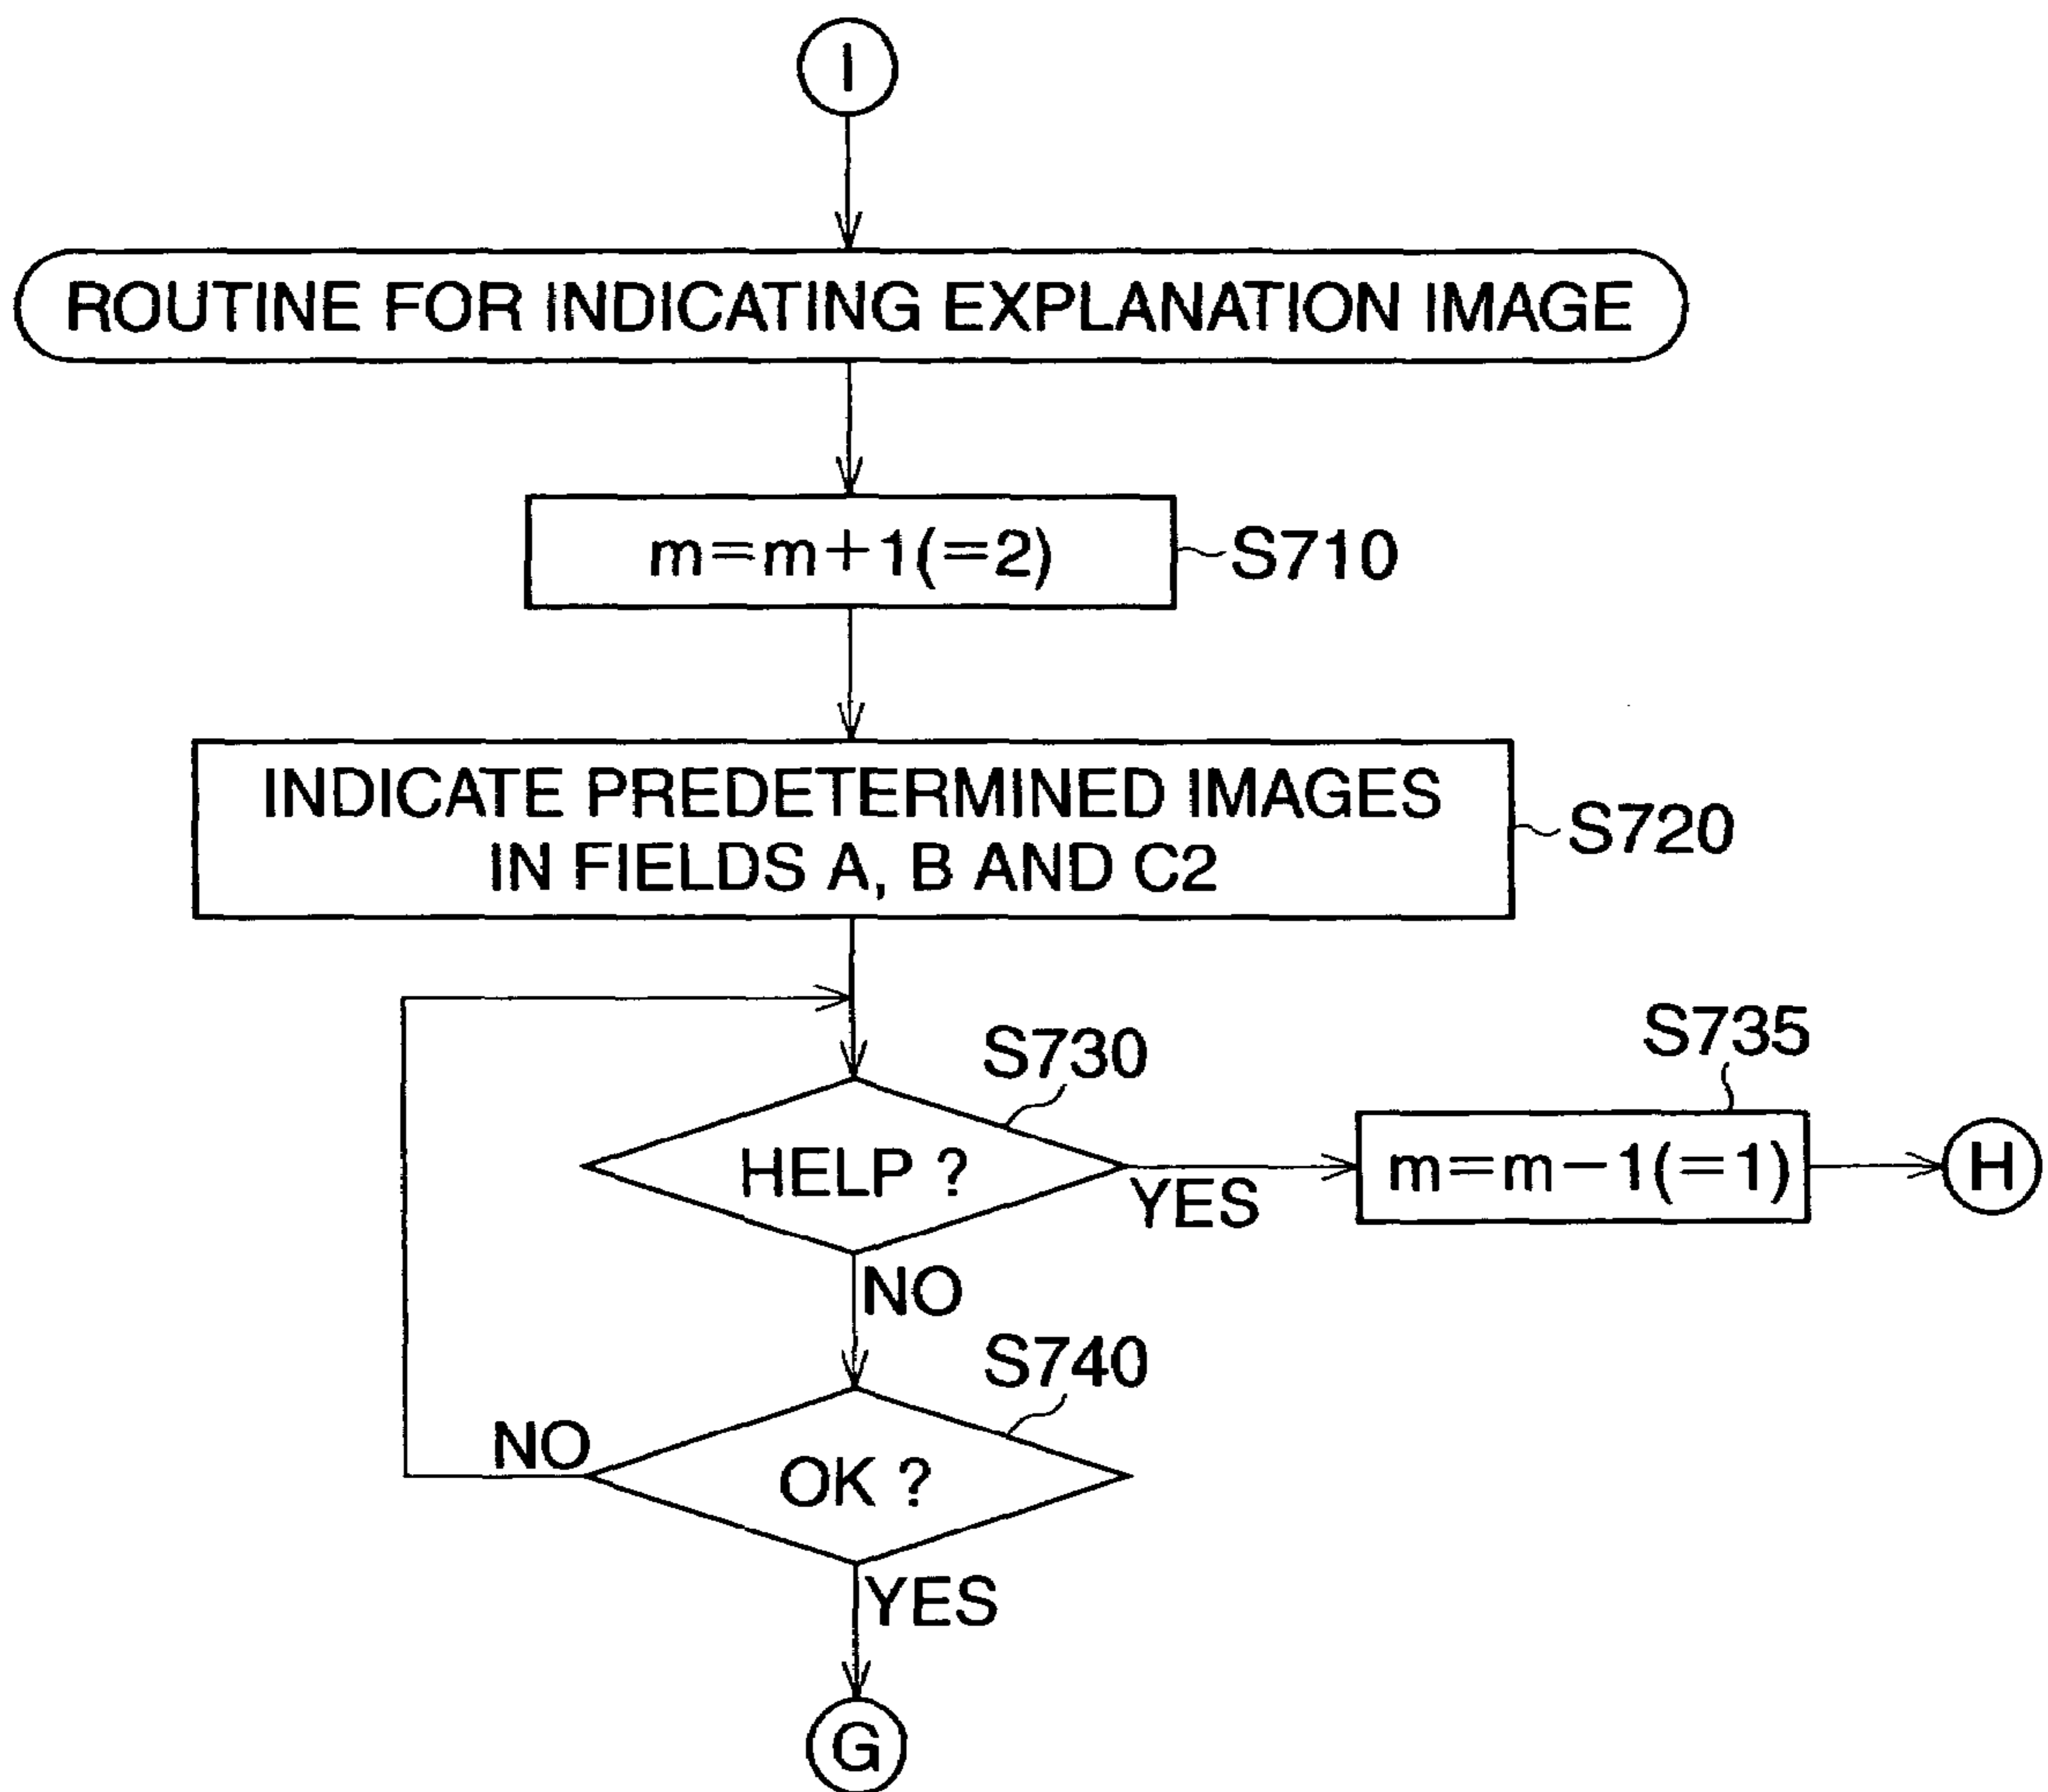 I
ROUTINE FOR INDICATING EXPLANATION IMAGE
m=m+1(=2)
S710
INDICATE PREDETERMINED IMAGES
IN FIELDS A, B AND C2
S720
S730
HELP ?
YES
S735
m=m-1(=1)
H
NO
S740
OK ?
NO
YES
G